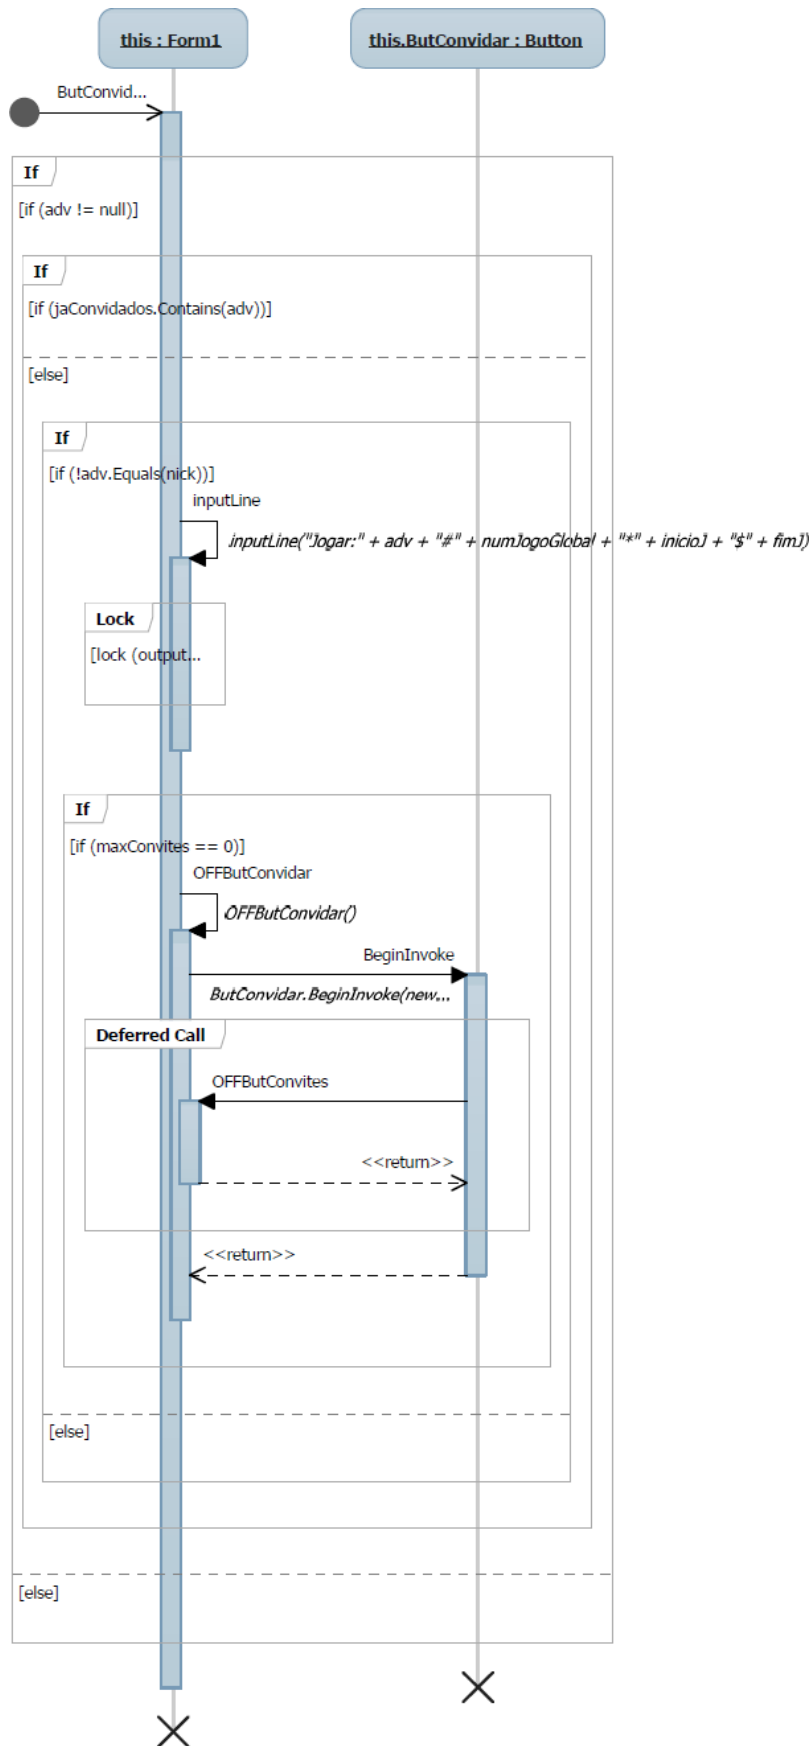 this : Form1
this.ButConvidar : Button
ButConvid...
If
[if (adv != null)]
If
[if (jaConvidados.Contains(adv))]
[else]
If
[if (!adv.Equals(nick))]
inputLine
inputLine("Jogar:" + adv + "#" + numJogoGlobal + "*" + inicioJ + "$" + fimJ)
Lock
[lock (output...
If
[if (maxConvites == 0)]
OFFButConvidar
OFFButConvidar()
BeginInvoke
ButConvidar.BeginInvoke(new...
Deferred Call
OFFButConvites
<<return>>
<<return>>
[else]
[else]